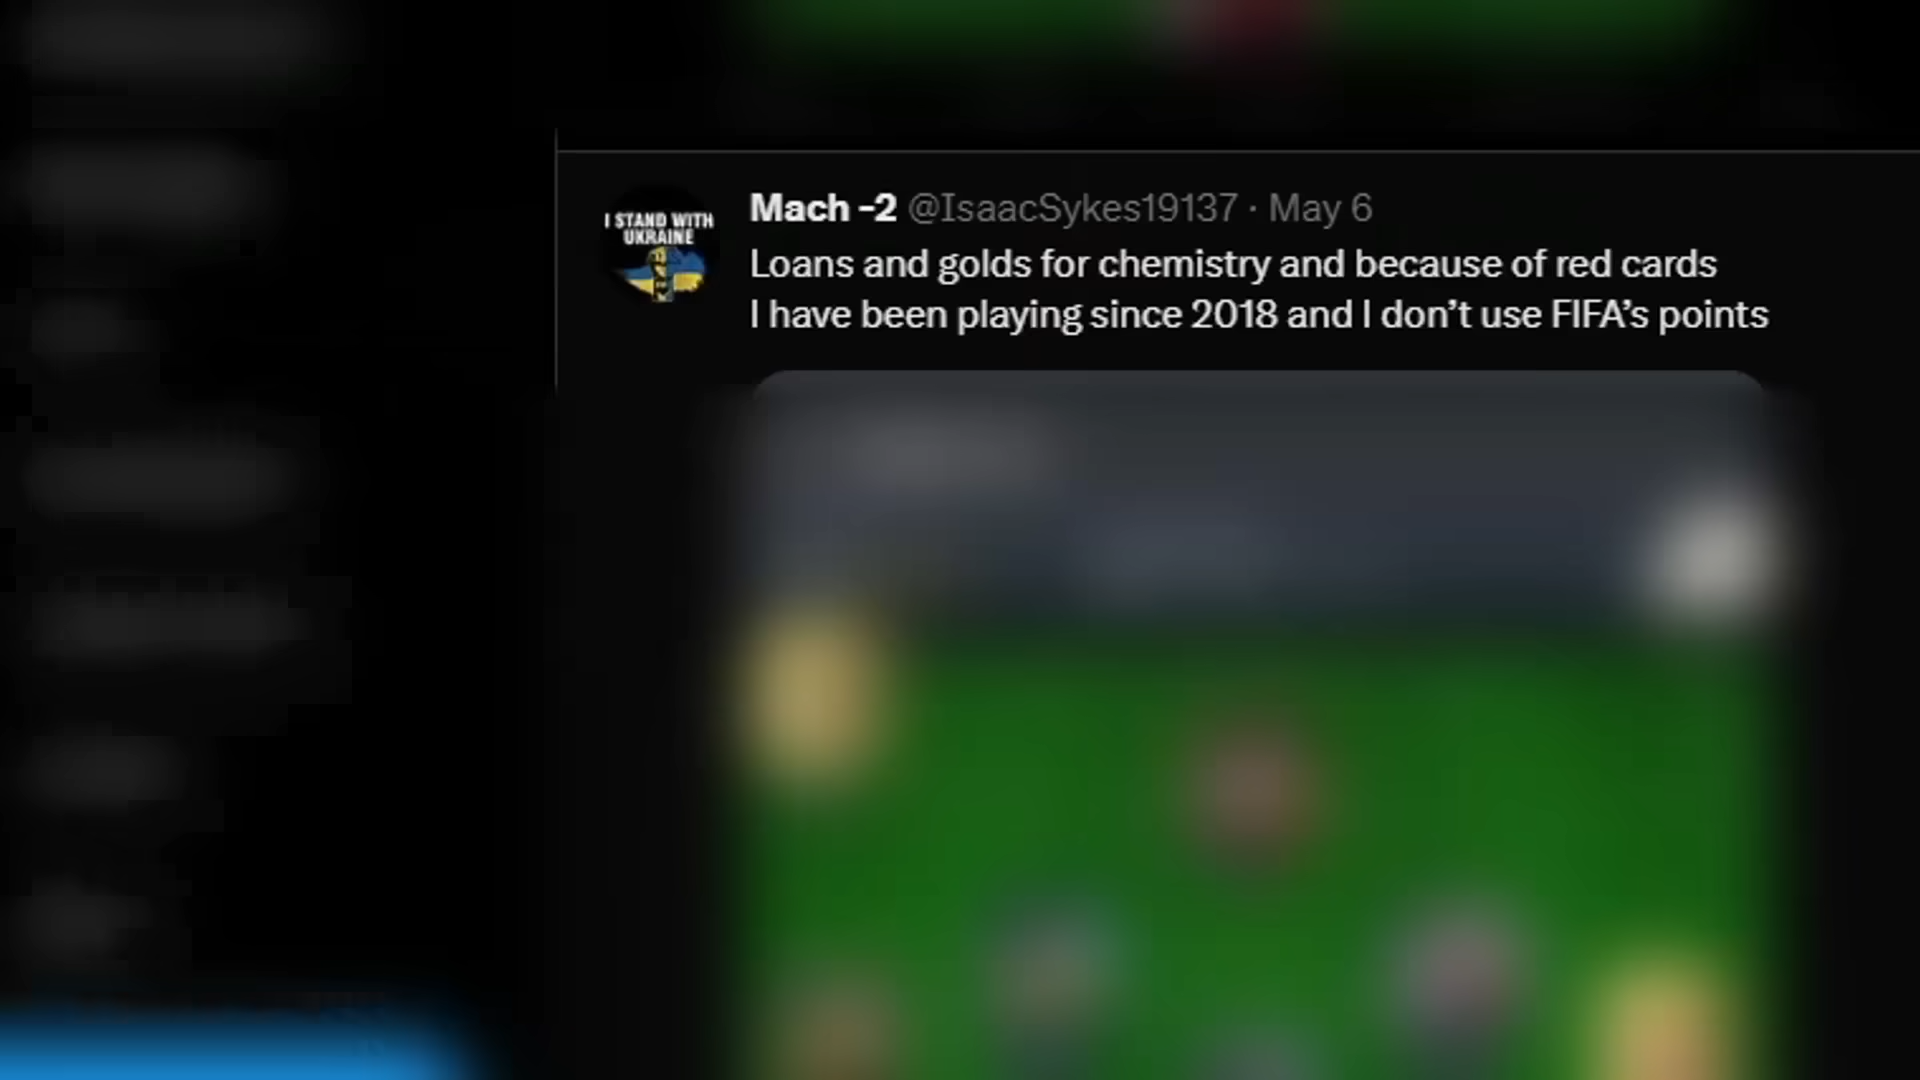 Mach -2 @IsaacSykes19137 · May 6
I STAND WITH
UKRAINE
Loans and golds for chemistry and because of red cards
I have been playing since 2018 and I don’t use FIFA’s points